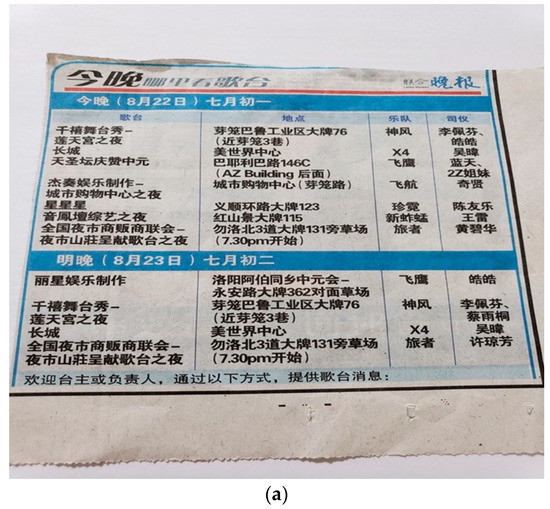 今晚哪里看歌台
联合晚报
今晚（8月22日）七月初一
歌台 地点 乐队 司仪
千禧舞台秀— 芽笼巴鲁工业区大牌76 神风 李佩芬、
莲天宫之夜 （近芽笼3巷） 皓皓
长城 美世界中心 X4 吴暐
天圣坛庆赞中元 巴耶利巴路146C 飞鹰 蓝天、
（AZ Building 后面） 2Z姐妹
杰奏娱乐制作— 城市购物中心（芽笼路） 飞航 奇贤
城市购物中心之夜
星星星 义顺环路大牌123 珍霓 陈友乐
音鳳壇综艺之夜 红山景大牌115 新蚱蜢 王雷
全国夜市商贩商联会— 勿洛北3道大牌131旁草场 旅者 黄碧华
夜市山莊呈献歌台之夜 （7.30pm开始）
明晚（8月23日）七月初二
丽星娱乐制作 洛阳阿伯同乡中元会— 飞鹰 皓皓
永安路大牌362对面草场
千禧舞台秀— 芽笼巴鲁工业区大牌76 神风 李佩芬、
莲天宫之夜 （近芽笼3巷） 蔡雨桐
长城 美世界中心 X4 吴暐
全国夜市商贩商联会— 勿洛北3道大牌131旁草场 旅者 许琼芳
夜市山莊呈献歌台之夜 （7.30pm开始）
欢迎台主或负责人，通过以下方式，提供歌台消息：
(a)